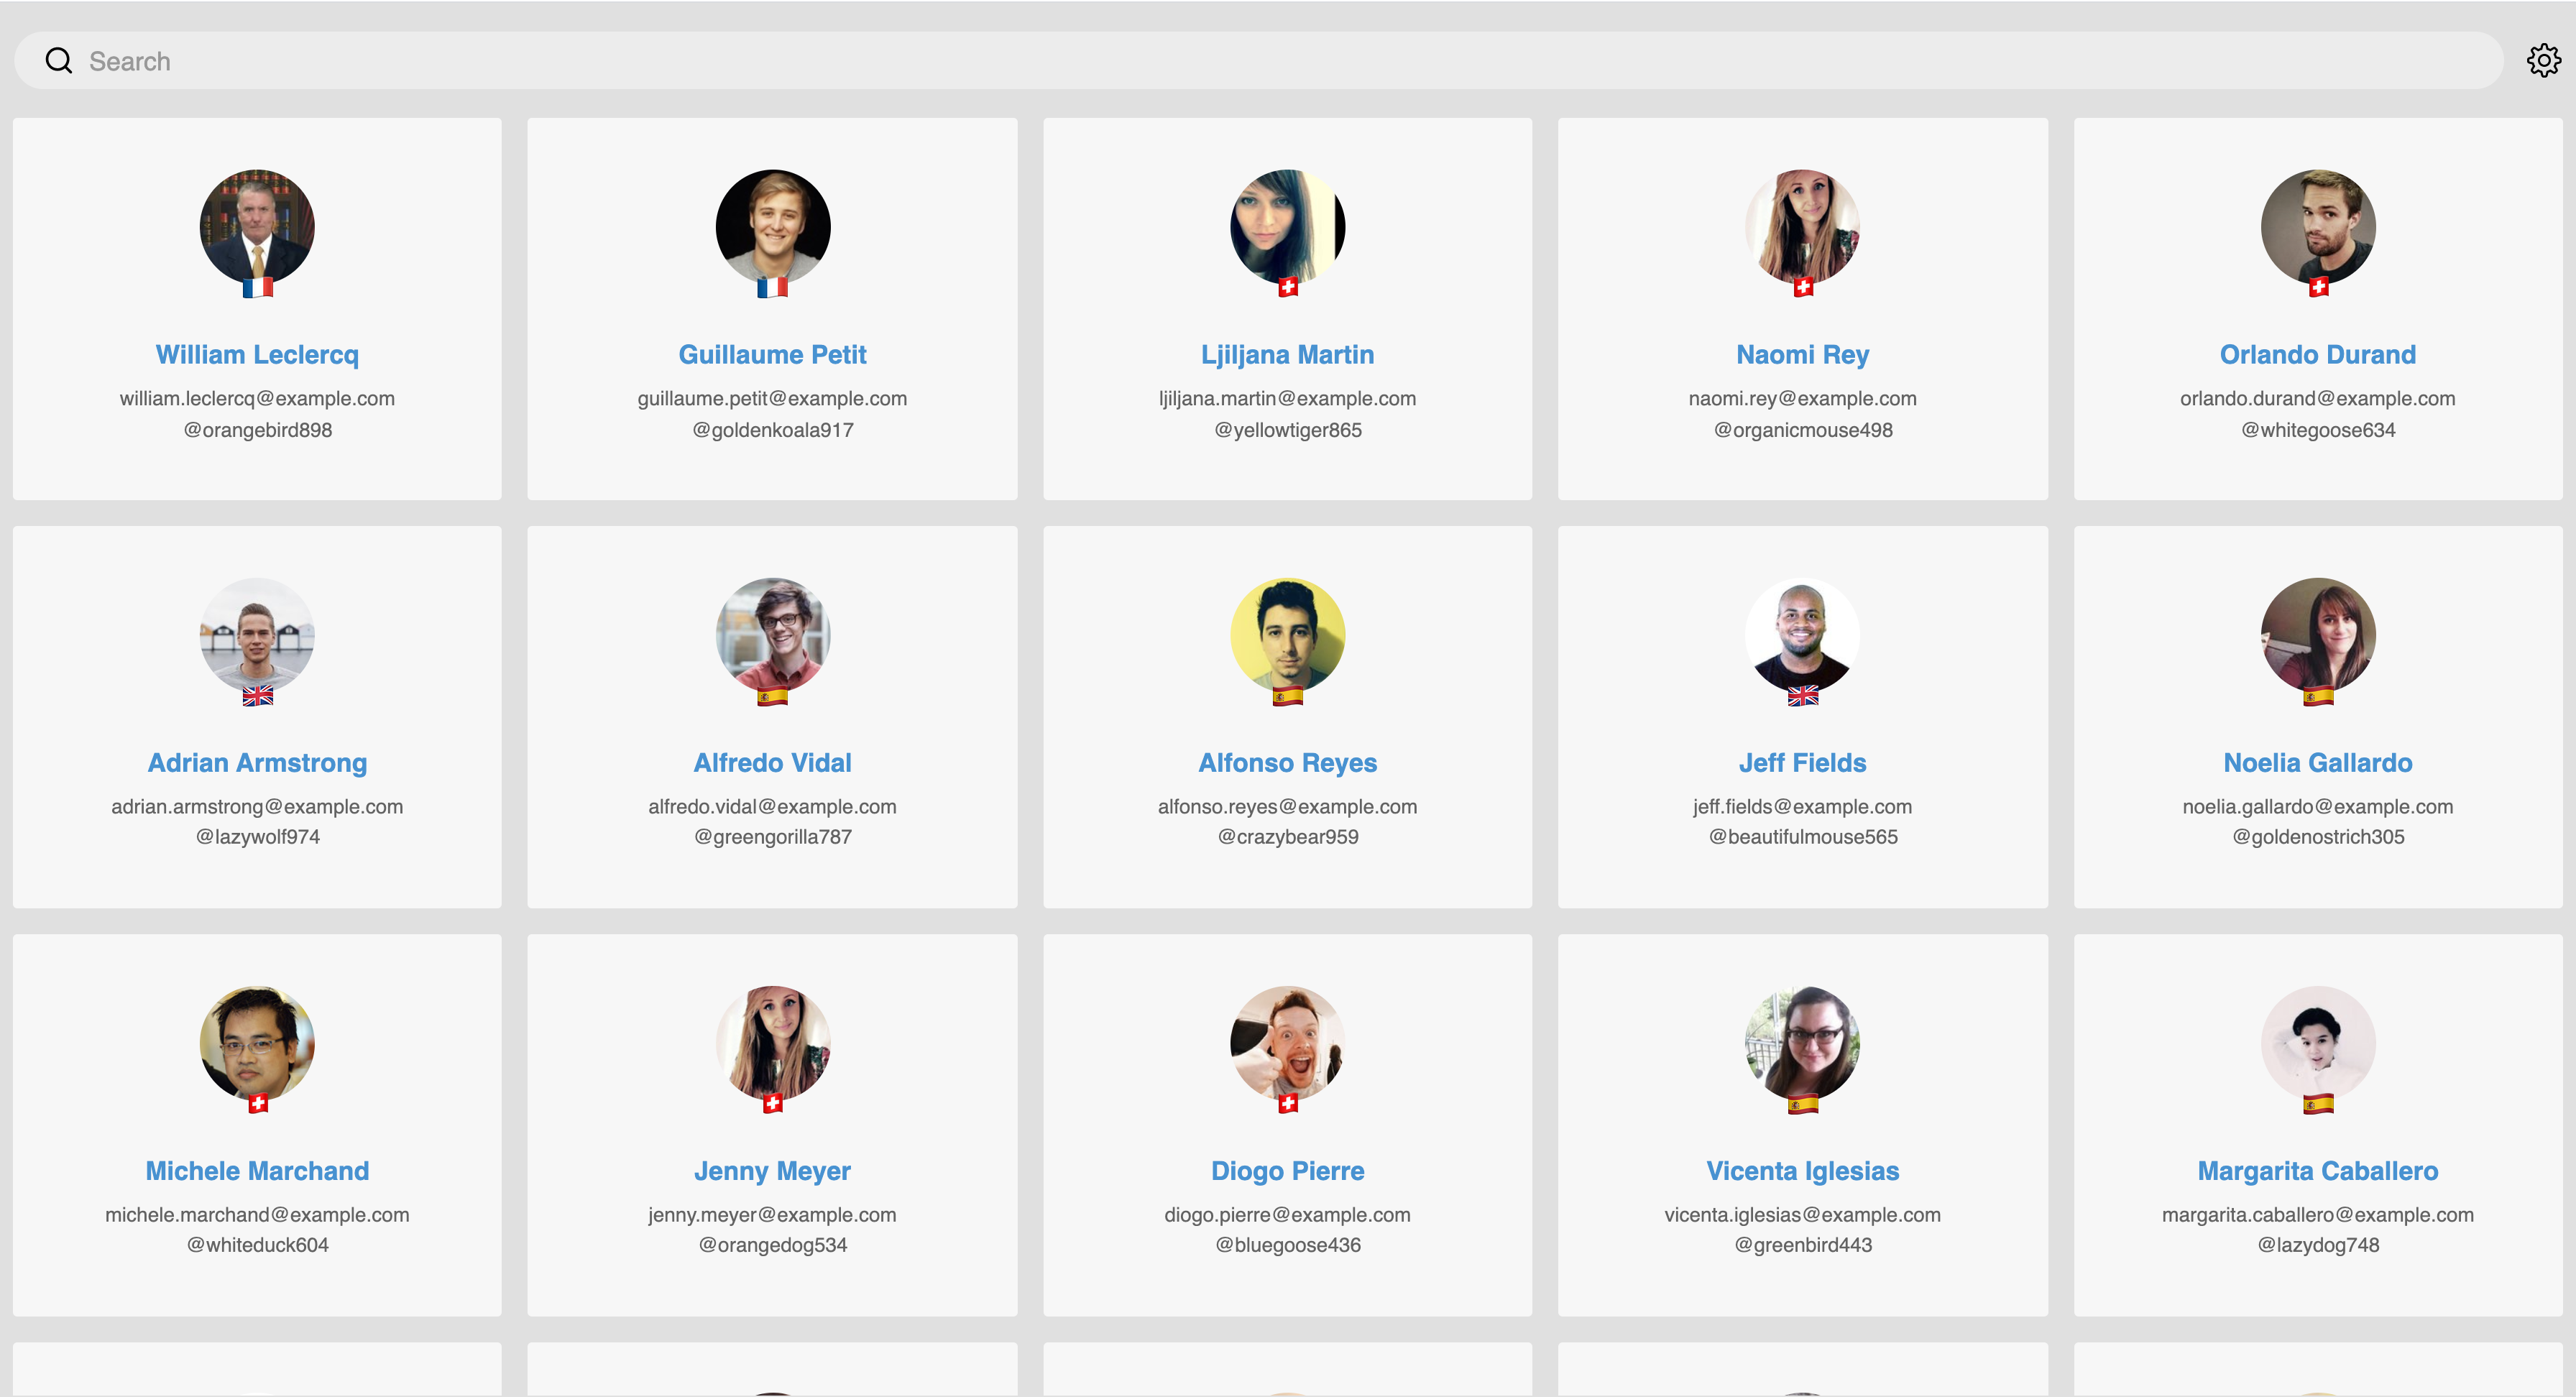 Search
William Leclercq
william.leclercq@example.com
@orangebird898
Guillaume Petit
guillaume.petit@example.com
@goldenkoala917
Ljiljana Martin
ljiljana.martin@example.com
@yellowtiger865
Naomi Rey
naomi.rey@example.com
@organicmouse498
Orlando Durand
orlando.durand@example.com
@whitegoose634
Adrian Armstrong
adrian.armstrong@example.com
@lazywolf974
Alfredo Vidal
alfredo.vidal@example.com
@greengorilla787
Alfonso Reyes
alfonso.reyes@example.com
@crazybear959
Jeff Fields
jeff.fields@example.com
@beautifulmouse565
Noelia Gallardo
noelia.gallardo@example.com
@goldenostrich305
Michele Marchand
michele.marchand@example.com
@whiteduck604
Jenny Meyer
jenny.meyer@example.com
@orangedog534
Diogo Pierre
diogo.pierre@example.com
@bluegoose436
Vicenta Iglesias
vicenta.iglesias@example.com
@greenbird443
Margarita Caballero
margarita.caballero@example.com
@lazydog748